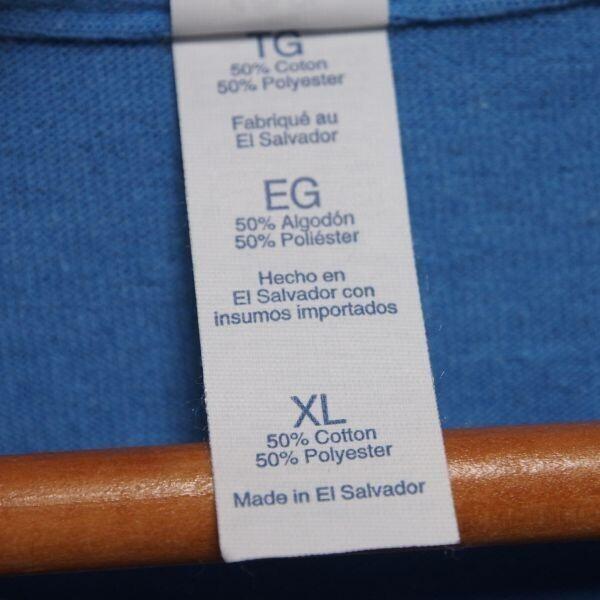 TG
50% Coton
50% Polyester
Fabriqué au
El Salvador
EG
50% Algodón
50% Poliéster
Hecho en
El Salvador con
insumos importados
XL
50% Cotton
50% Polyester
Made in El Salvador